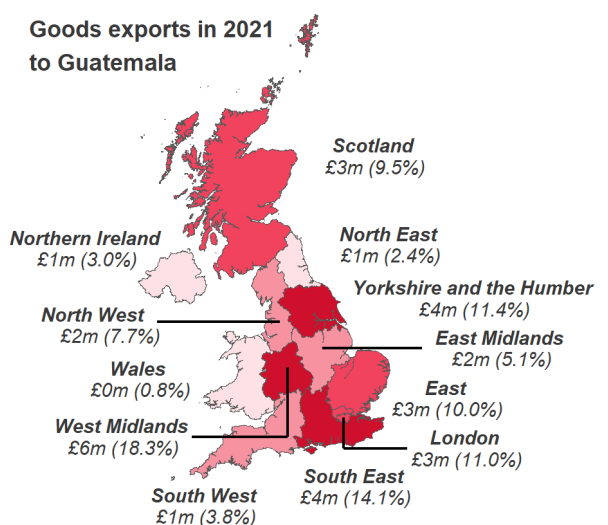 Goods exports in 2021
to Guatemala
Scotland
£3m (9.5%)
Northern Ireland
£1m (3.0%)
North East
£1m (2.4%)
Yorkshire and the Humber
£4m (11.4%)
North West
£2m (7.7%)
East Midlands
£2m (5.1%)
Wales
£0m (0.8%)
East
£3m (10.0%)
West Midlands
£6m (18.3%)
London
£3m (11.0%)
South East
£4m (14.1%)
South West
£1m (3.8%)